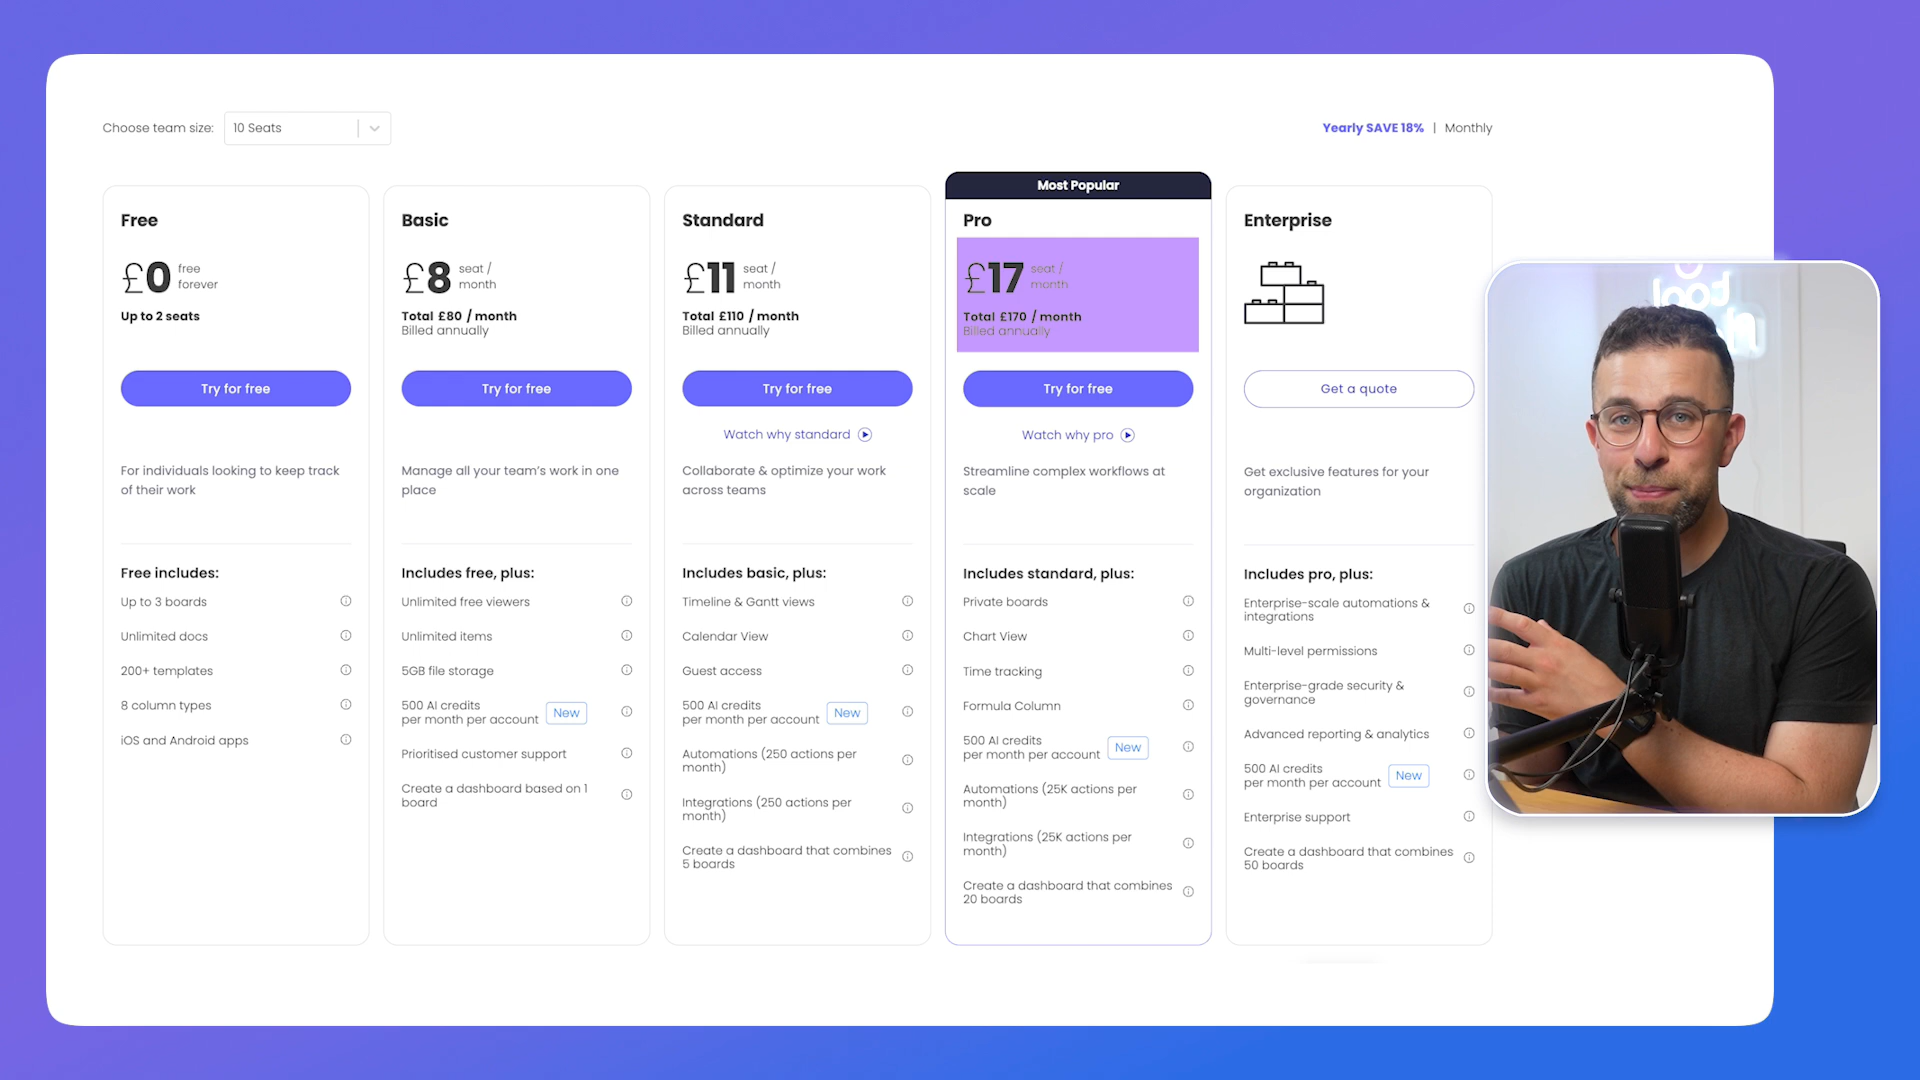 Choose team size:
10 Seats
Yearly SAVE 18% | Monthly
Free
£0 free
forever
Up to 2 seats
Try for free
For individuals looking to keep track
of their work
Free includes:
Up to 3 boards
Unlimited docs
200+ templates
8 column types
iOS and Android apps
Basic
£8 seat /
month
Total £80 / month
Billed annually
Try for free
Manage all your team's work in one
place
Includes free, plus:
Unlimited free viewers
Unlimited items
5GB file storage
500 AI credits
per month per account New
Prioritised customer support
Create a dashboard based on 1
board
Standard
£11 seat /
month
Total £110 / month
Billed annually
Try for free
Watch why standard
Collaborate & optimize your work
across teams
Includes basic, plus:
Timeline & Gantt views
Calendar View
Guest access
500 AI credits
per month per account New
Automations (250 actions per
month)
Integrations (250 actions per
month)
Create a dashboard that combines
5 boards
Most Popular
Pro
£17 seat /
month
Total £170 / month
Billed annually
Try for free
Watch why pro
Streamline complex workflows at
scale
Includes standard, plus:
Private boards
Chart View
Time tracking
Formula Column
500 AI credits
per month per account New
Automations (25K actions per
month)
Integrations (25K actions per
month)
Create a dashboard that combines
20 boards
Enterprise
Get a quote
Get exclusive features for your
organization
Includes pro, plus:
Enterprise-scale automations &
integrations
Multi-level permissions
Enterprise-grade security &
governance
Advanced reporting & analytics
500 AI credits
per month per account New
Enterprise support
Create a dashboard that combines
50 boards